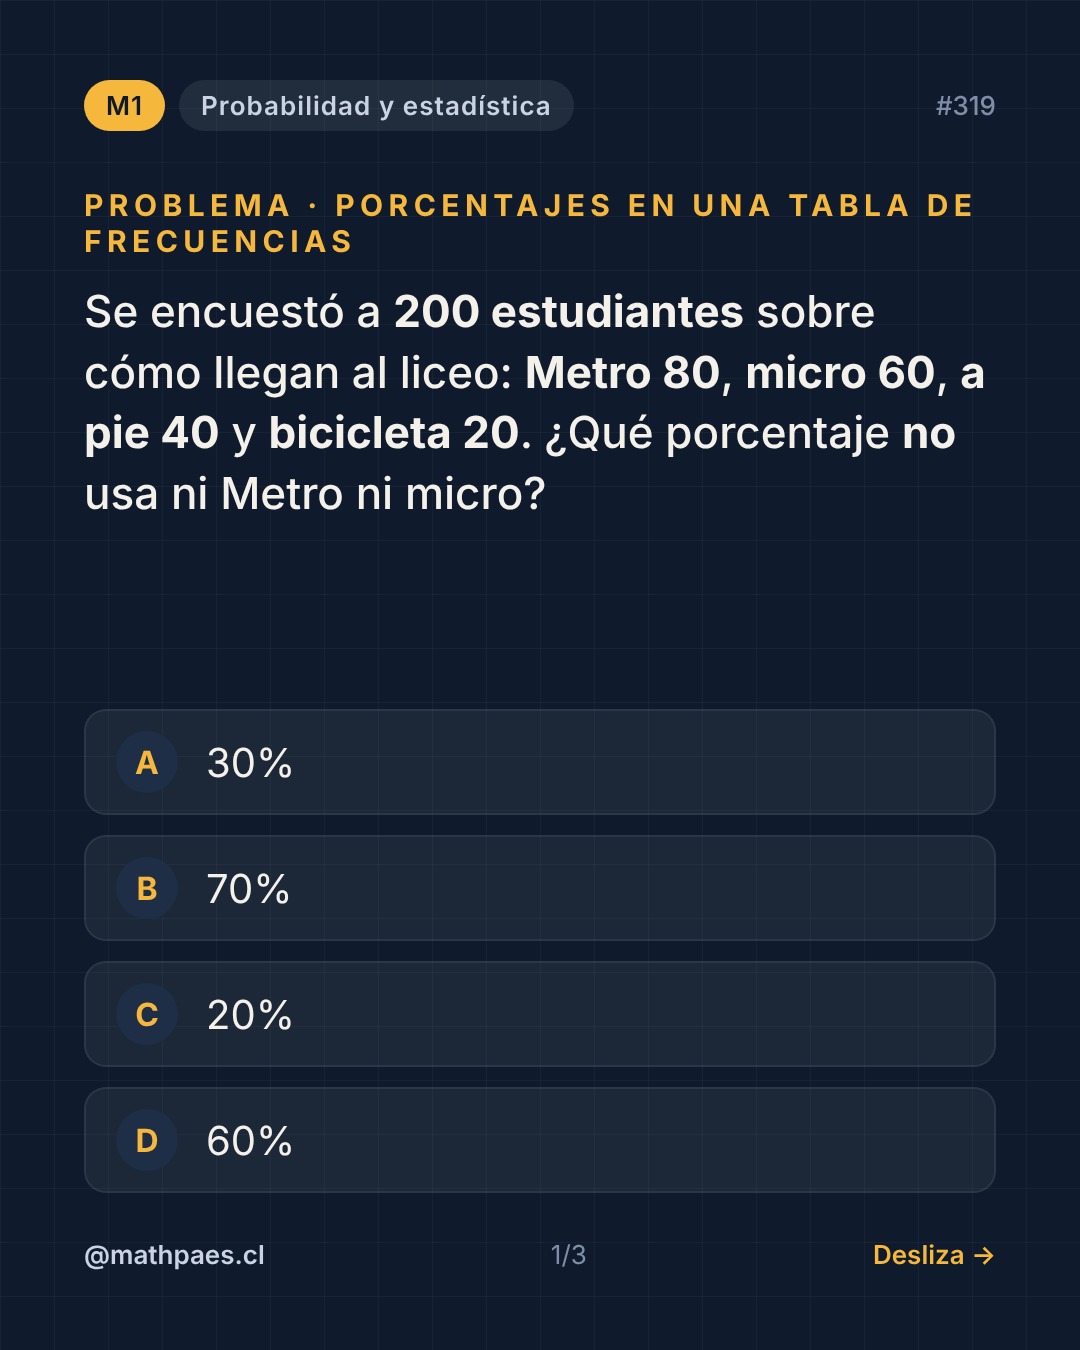 M1 Probabilidad y estadística #319
PROBLEMA · PORCENTAJES EN UNA TABLA DE
FRECUENCIAS
Se encuestó a 200 estudiantes sobre
cómo llegan al liceo: Metro 80, micro 60, a
pie 40 y bicicleta 20. ¿Qué porcentaje no
usa ni Metro ni micro?
A 30%
B 70%
C 20%
D 60%
@mathpaes.cl 1/3 Desliza →